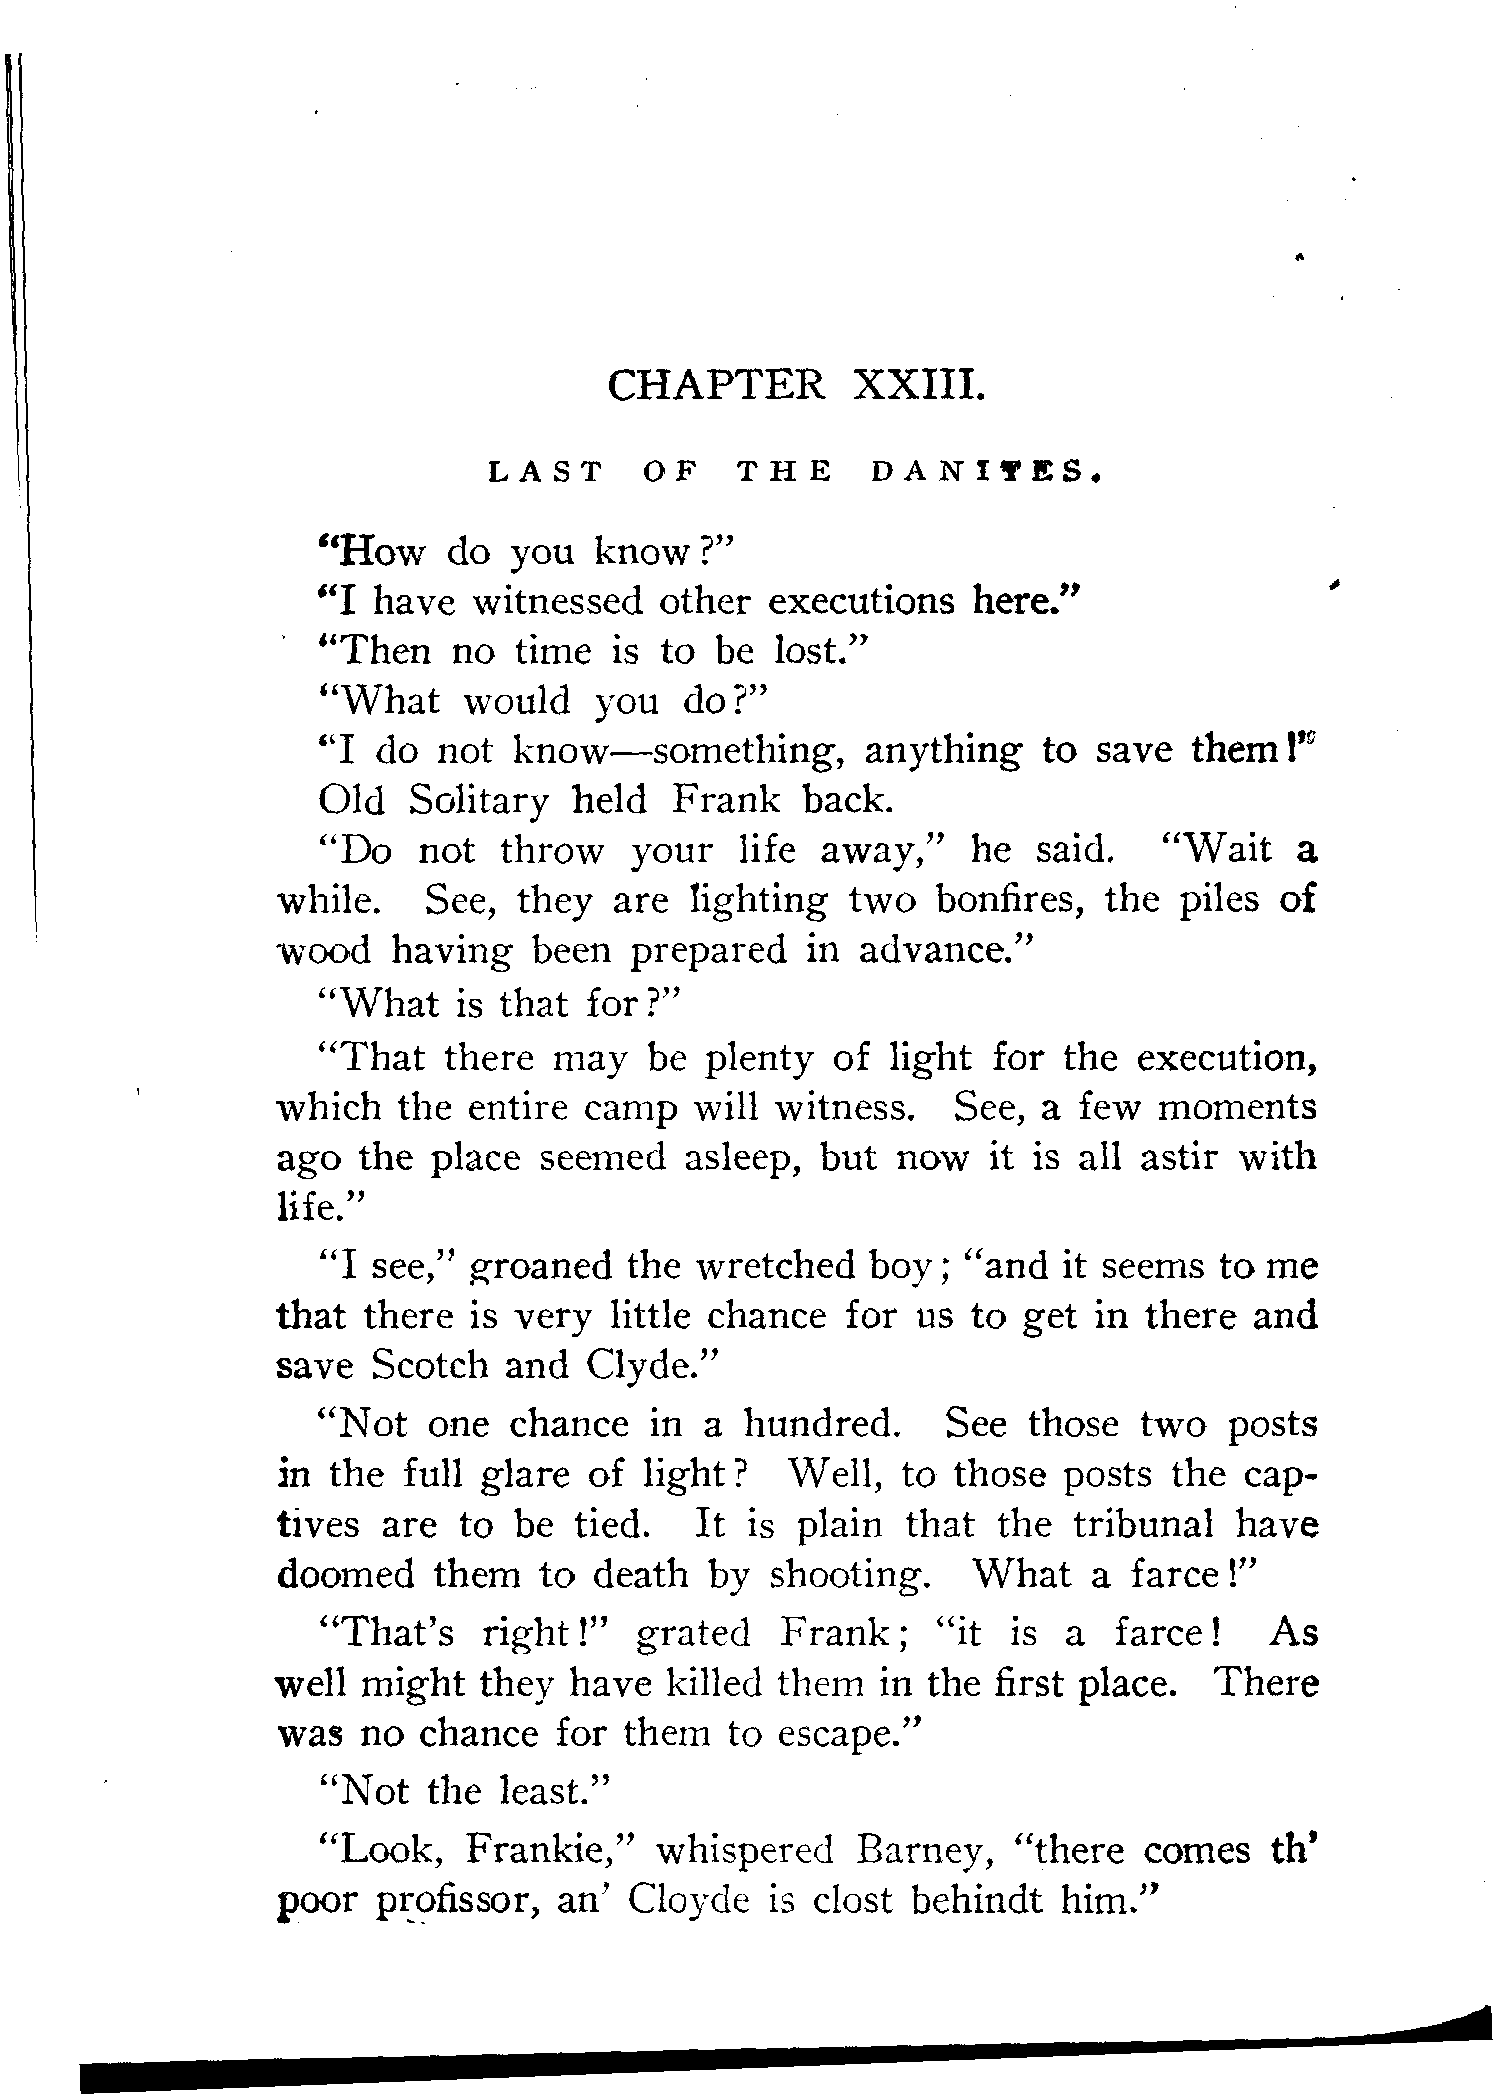 CHAPTER XXIII.
LAST OF THE DANITES.
"How do you know?"
"I have witnessed other executions here."
"Then no time is to be lost."
"What would you do?"
"I do not know—something, anything to save them!"
Old Solitary held Frank back.
"Do not throw your life away," he said. "Wait a
while. See, they are lighting two bonfires, the piles of
wood having been prepared in advance."
"What is that for?"
"That there may be plenty of light for the execution,
which the entire camp will witness. See, a few moments
ago the place seemed asleep, but now it is all astir with
life."
"I see," groaned the wretched boy; "and it seems to me
that there is very little chance for us to get in there and
save Scotch and Clyde."
"Not one chance in a hundred. See those two posts
in the full glare of light? Well, to those posts the cap-
tives are to be tied. It is plain that the tribunal have
doomed them to death by shooting. What a farce!"
"That's right!" grated Frank; "it is a farce! As
well might they have killed them in the first place. There
was no chance for them to escape."
"Not the least."
"Look, Frankie," whispered Barney, "there comes th'
poor profissor, an' Cloyde is clost behindt him."